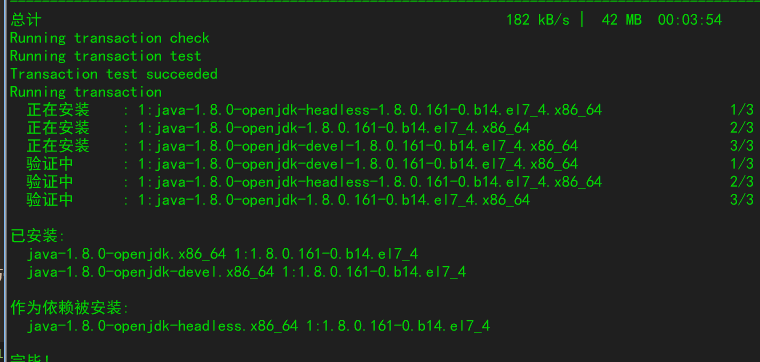 总计 182 kB/s | 42 MB 00:03:54
Running transaction check
Running transaction test
Transaction test succeeded
Running transaction
正在安装 : 1:java-1.8.0-openjdk-headless-1.8.0.161-0.b14.el7_4.x86_64 1/3
正在安装 : 1:java-1.8.0-openjdk-1.8.0.161-0.b14.el7_4.x86_64 2/3
正在安装 : 1:java-1.8.0-openjdk-devel-1.8.0.161-0.b14.el7_4.x86_64 3/3
验证中 : 1:java-1.8.0-openjdk-devel-1.8.0.161-0.b14.el7_4.x86_64 1/3
验证中 : 1:java-1.8.0-openjdk-headless-1.8.0.161-0.b14.el7_4.x86_64 2/3
验证中 : 1:java-1.8.0-openjdk-1.8.0.161-0.b14.el7_4.x86_64 3/3
已安装:
java-1.8.0-openjdk.x86_64 1:1.8.0.161-0.b14.el7_4
java-1.8.0-openjdk-devel.x86_64 1:1.8.0.161-0.b14.el7_4
作为依赖被安装:
java-1.8.0-openjdk-headless.x86_64 1:1.8.0.161-0.b14.el7_4
完毕!